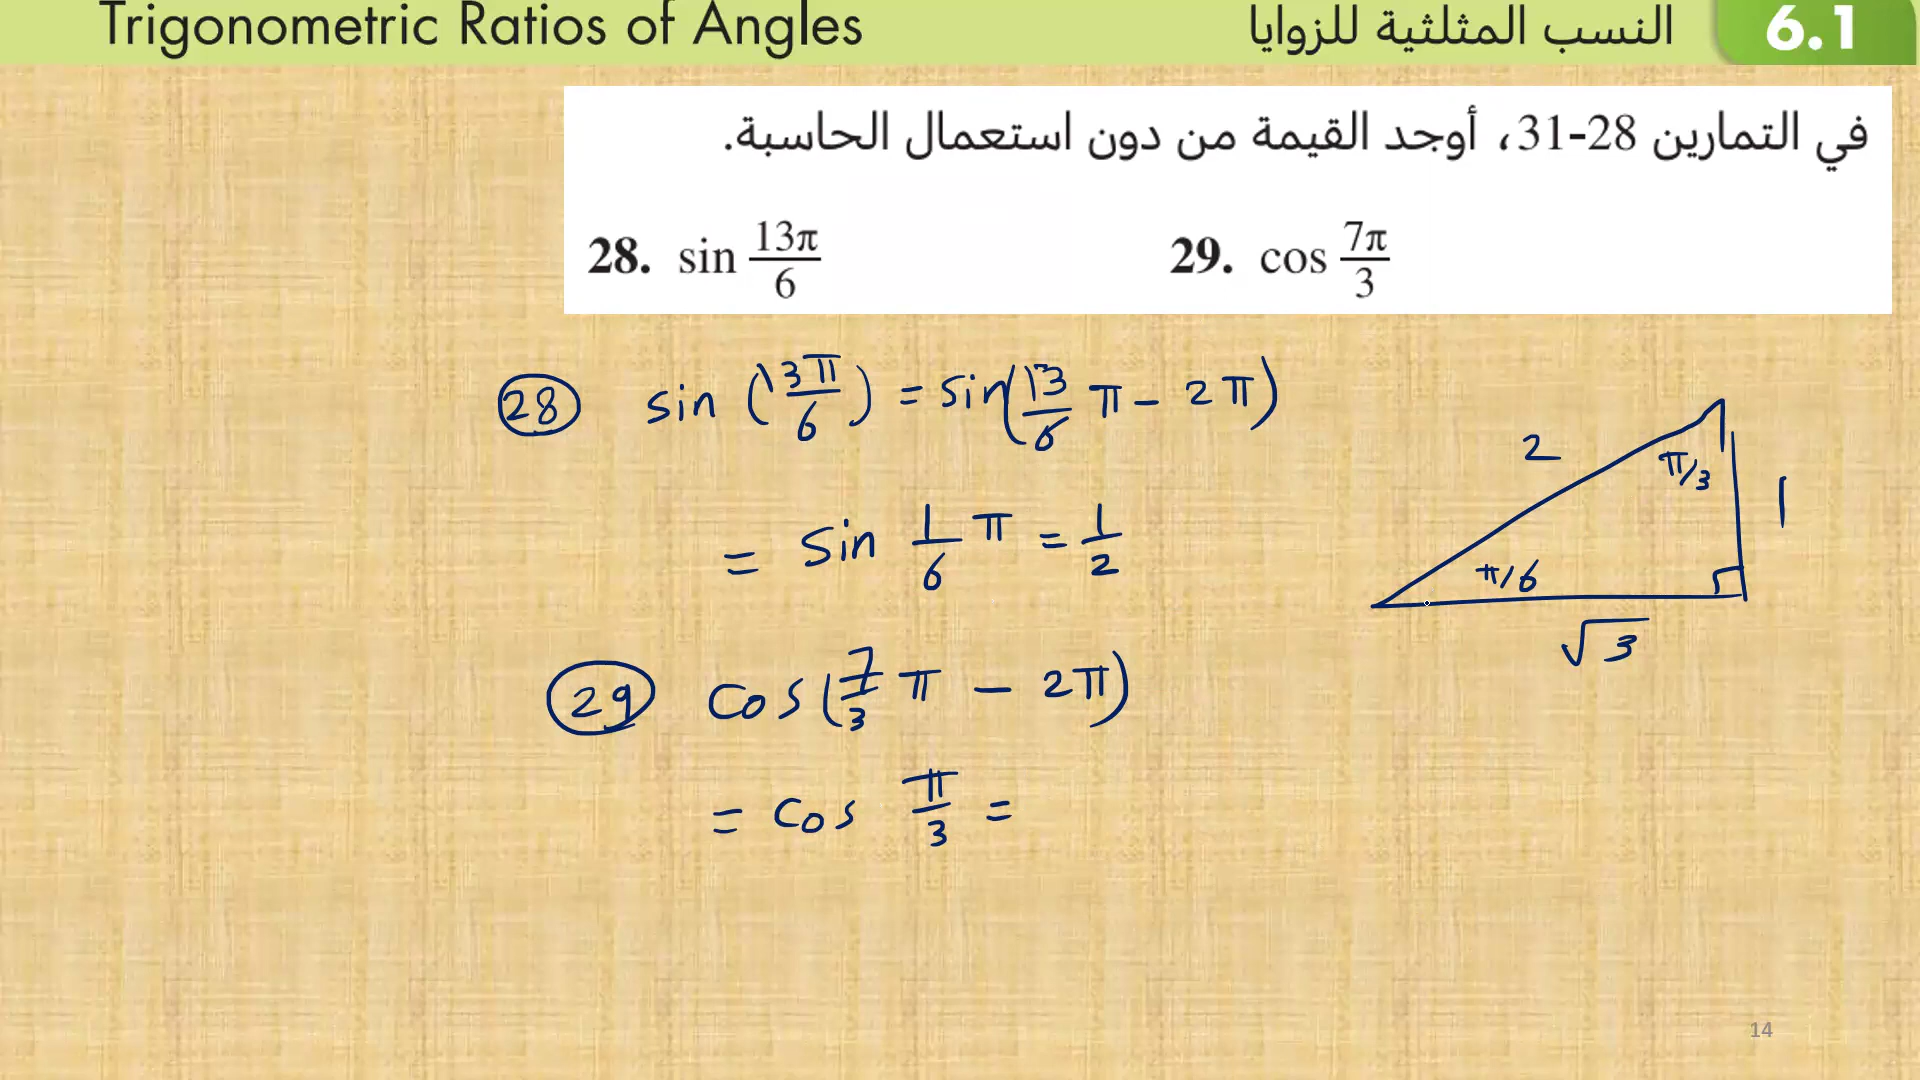 Trigonometric Ratios of Angles
النسب المثلثية للزوايا 6.1
في التمارين 28-31، أوجد القيمة من دون استعمال الحاسبة.
28. sin 13π/6
29. cos 7π/3
28 sin (13π/6) = sin(13/6 π - 2π)
= sin 1/6 π = 1/2
2
π/3
1
π/6
√3
29 cos(7/3 π - 2π)
= cos π/3 =
14